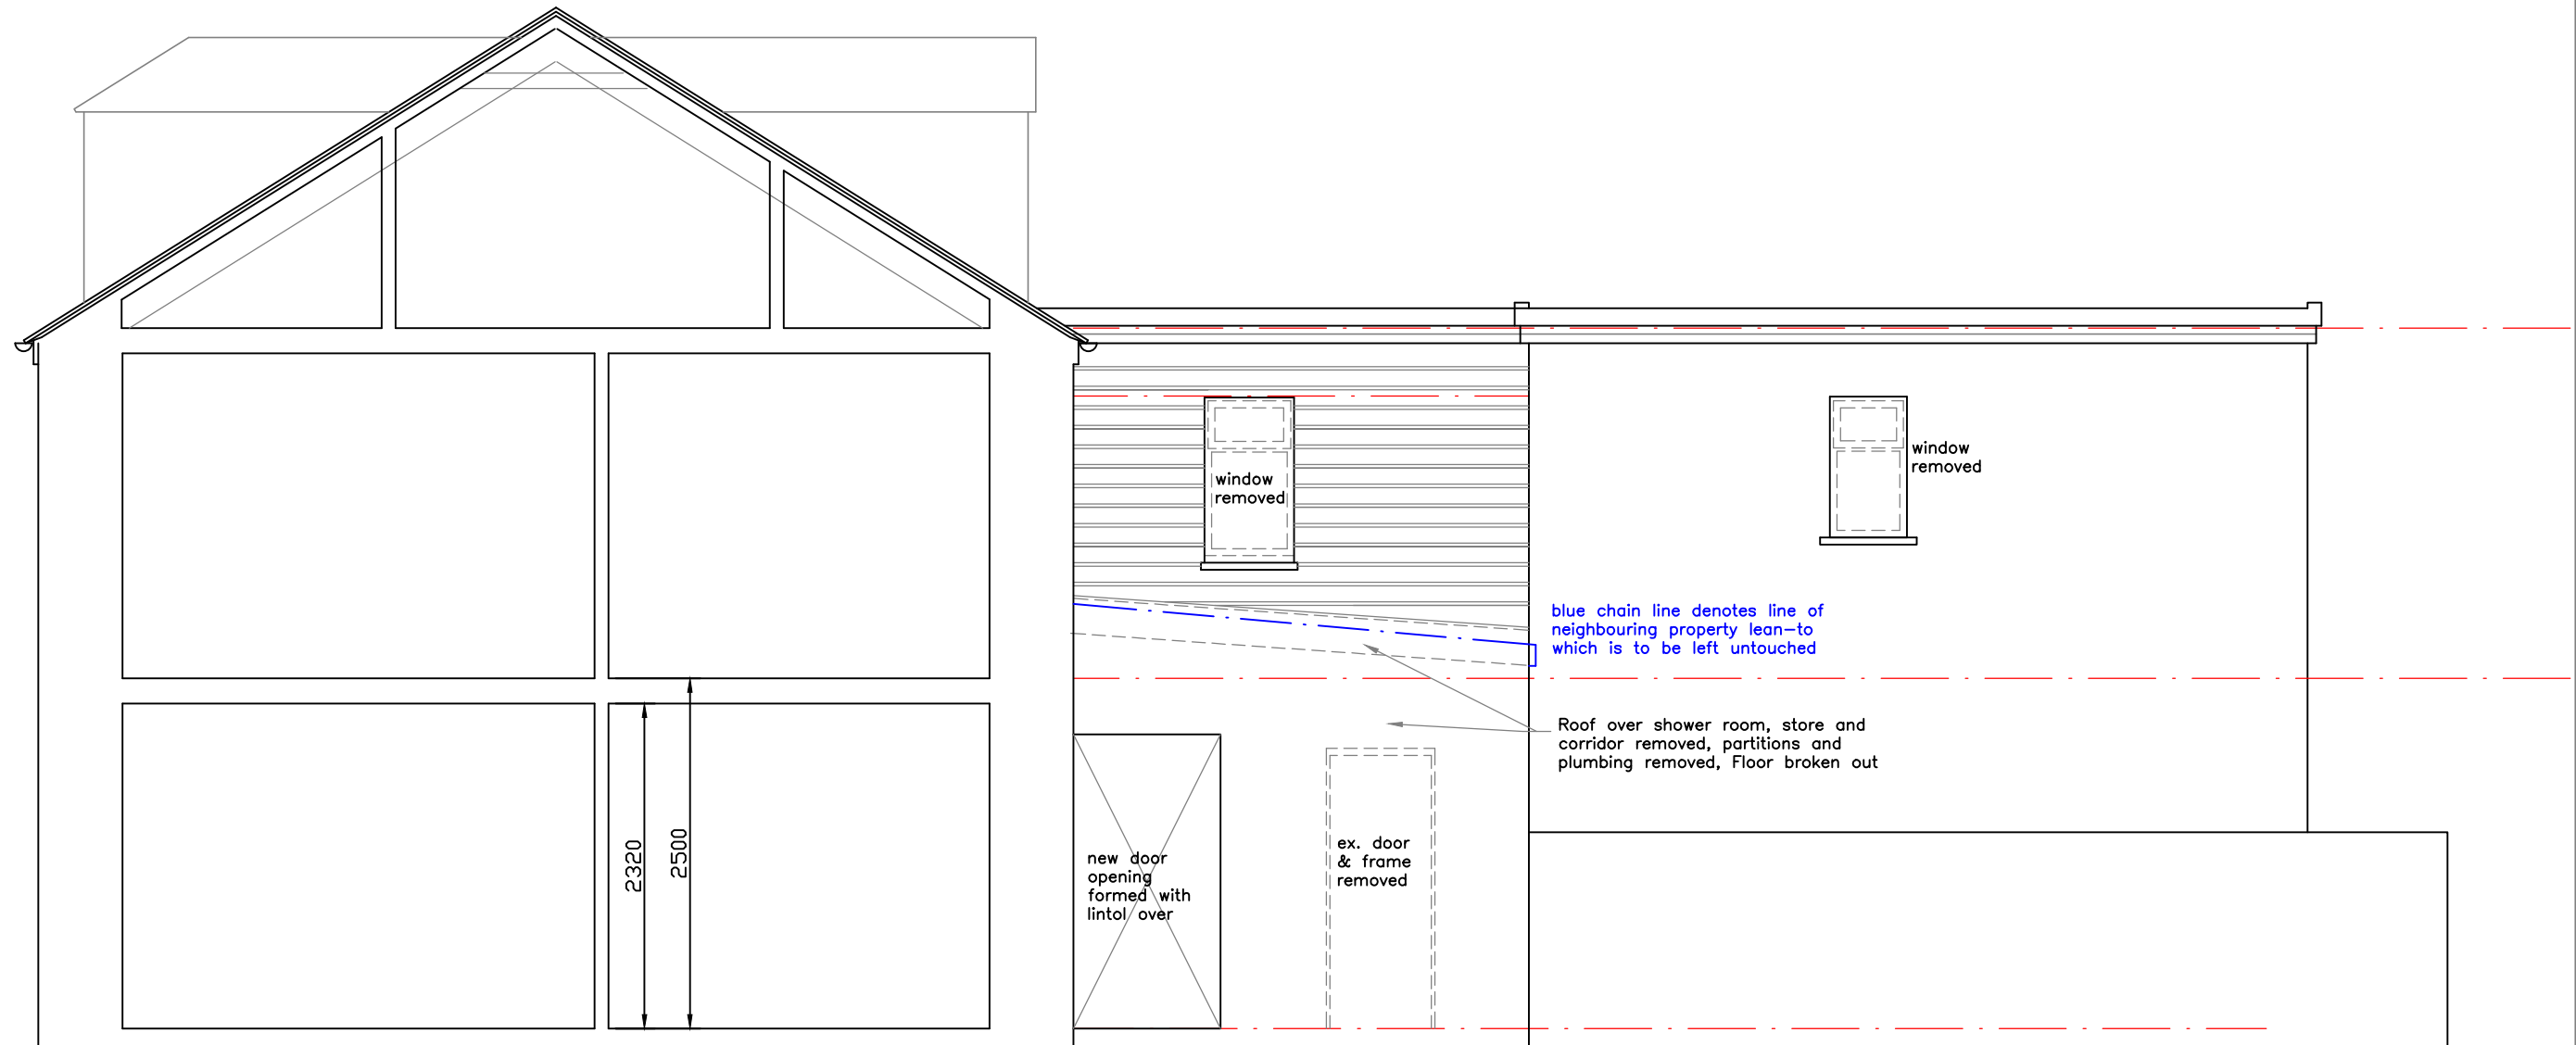 window
removed
window
removed
blue chain line denotes line of
neighbouring property lean-to
which is to be left untouched
Roof over shower room, store and
corridor removed, partitions and
plumbing removed, Floor broken out
2320
2500
new door
opening
formed with
lintol over
ex. door
& frame
removed